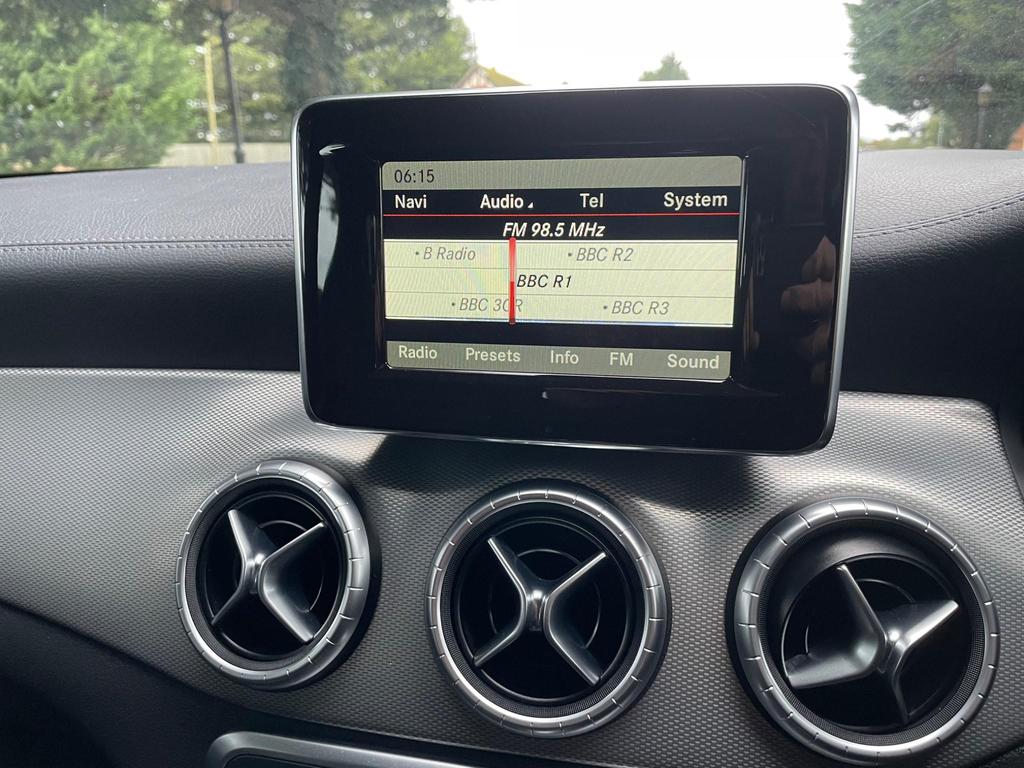 06:15
Navi Audio Tel System
FM 98.5 MHz
• B Radio • BBC R2
BBC R1
• BBC 3CR • BBC R3
Radio Presets Info FM Sound